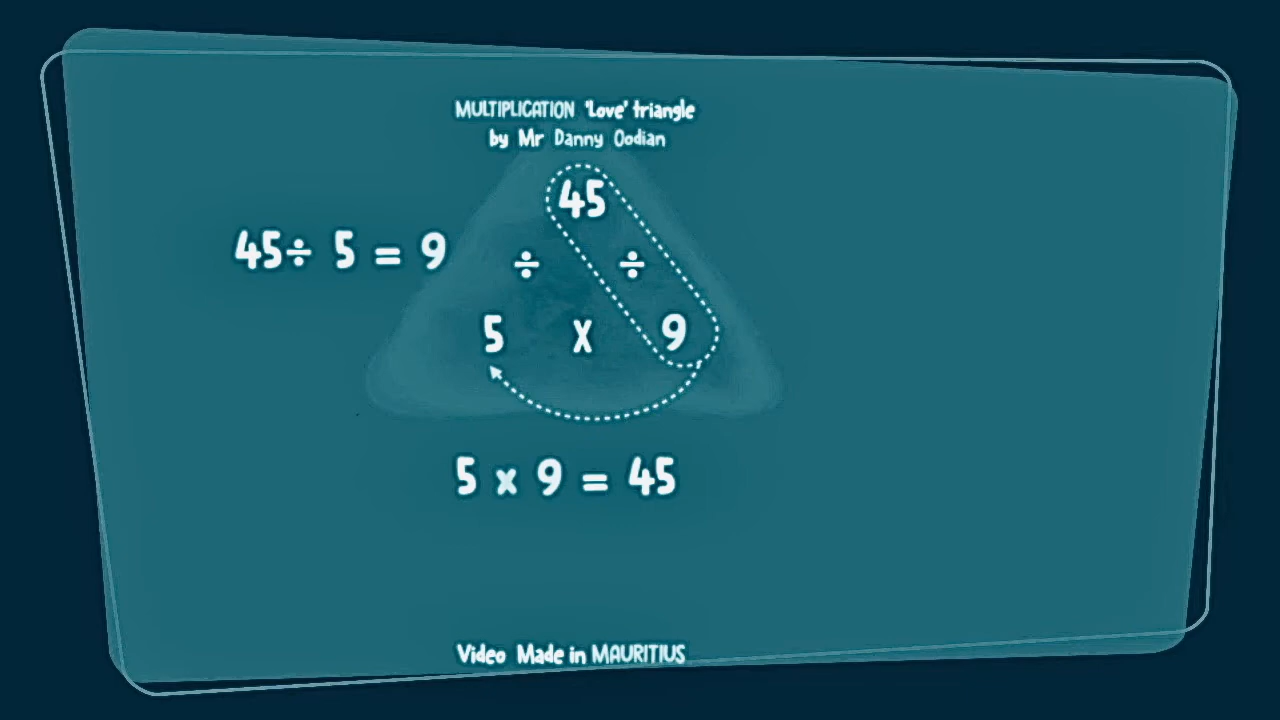 MULTIPLICATION 'Love' triangle
by Mr Danny Oodian
45
45÷ 5 = 9
÷ ÷
5 x 9
5 x 9 = 45
Video Made in MAURITIUS